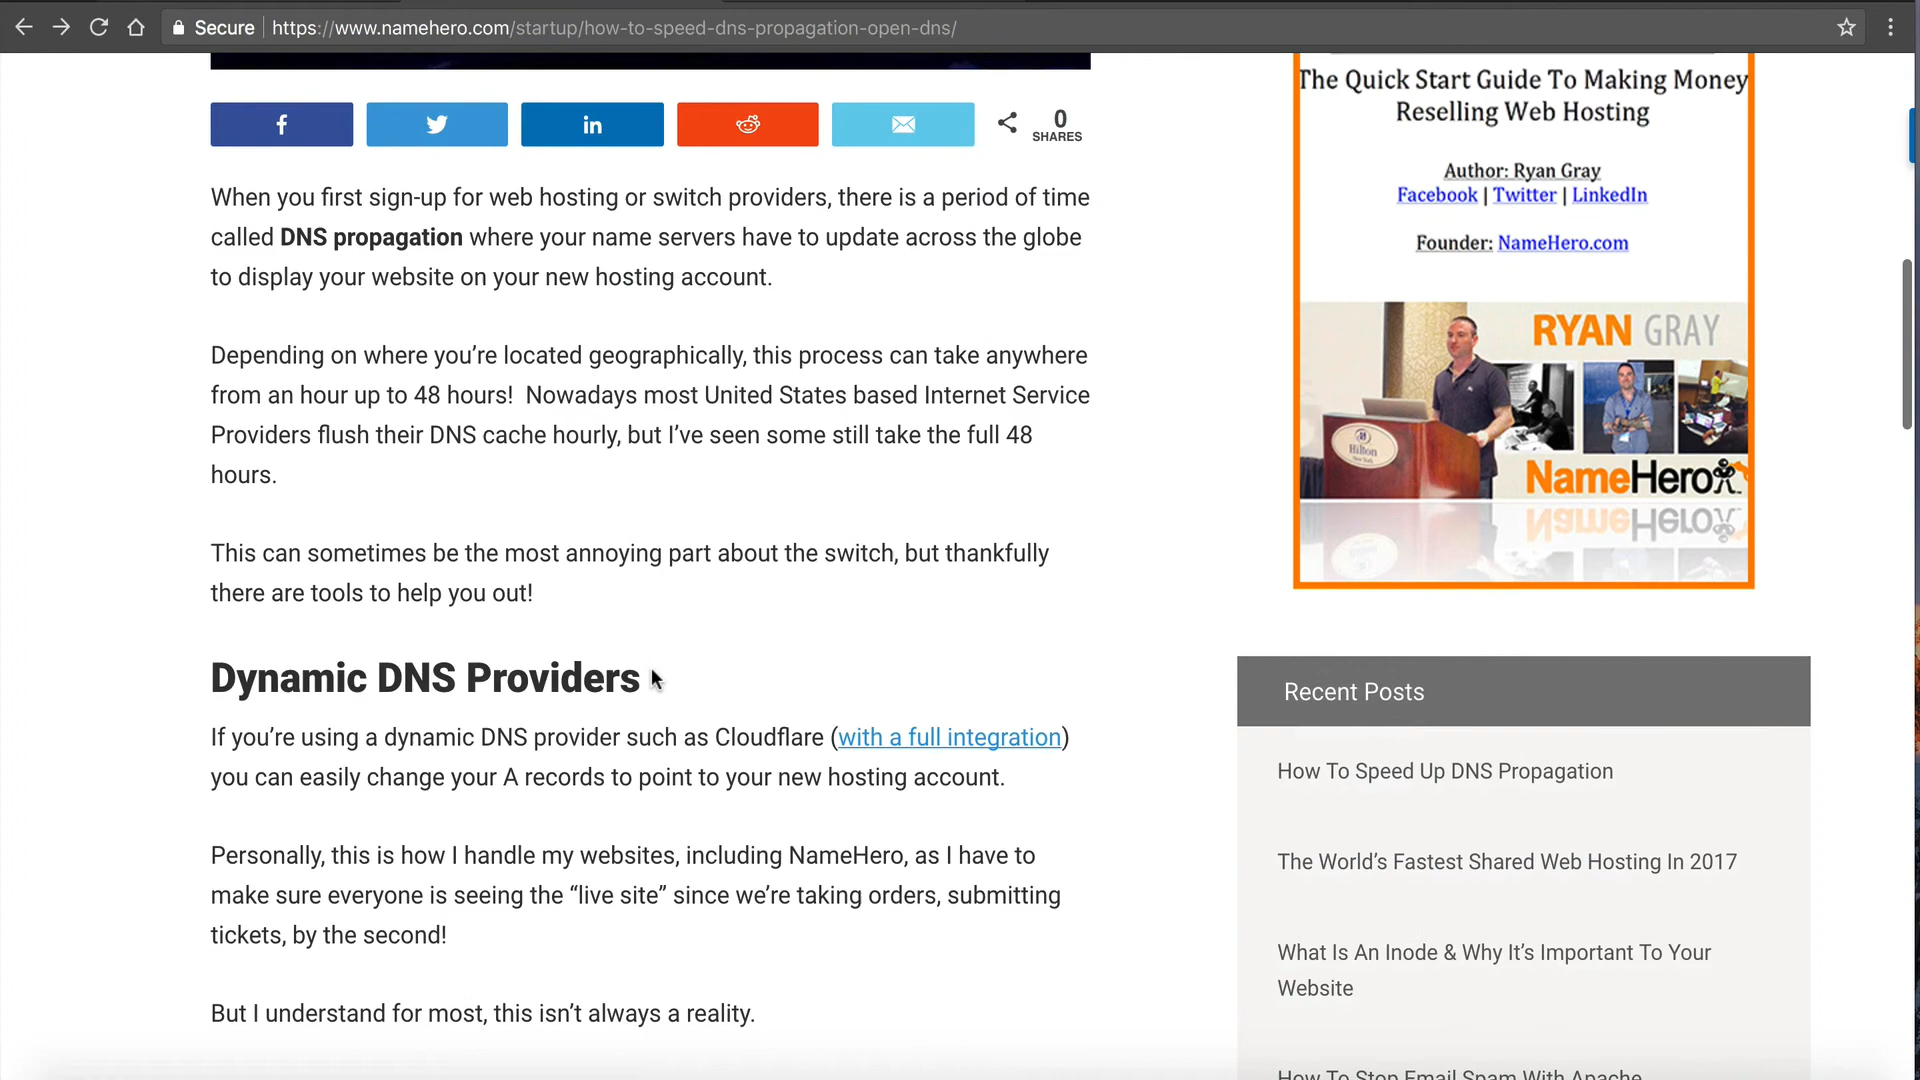 Secure https://www.namehero.com/startup/how-to-speed-dns-propagation-open-dns/
0
SHARES
When you first sign-up for web hosting or switch providers, there is a period of time
called DNS propagation where your name servers have to update across the globe
to display your website on your new hosting account.
Depending on where you’re located geographically, this process can take anywhere
from an hour up to 48 hours!  Nowadays most United States based Internet Service
Providers flush their DNS cache hourly, but I’ve seen some still take the full 48
hours.
This can sometimes be the most annoying part about the switch, but thankfully
there are tools to help you out!
Dynamic DNS Providers
If you’re using a dynamic DNS provider such as Cloudflare (with a full integration)
you can easily change your A records to point to your new hosting account.
Personally, this is how I handle my websites, including NameHero, as I have to
make sure everyone is seeing the “live site” since we’re taking orders, submitting
tickets, by the second!
But I understand for most, this isn’t always a reality.
The Quick Start Guide To Making Money
Reselling Web Hosting
Author: Ryan Gray
Facebook | Twitter | LinkedIn
Founder: NameHero.com
RYAN GRAY
Hilton
NameHero
Recent Posts
How To Speed Up DNS Propagation
The World’s Fastest Shared Web Hosting In 2017
What Is An Inode & Why It’s Important To Your
Website
How To Stop Email Spam With Apache